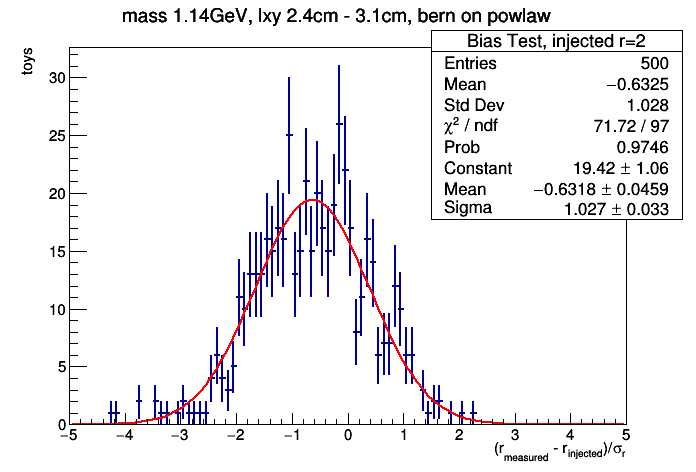 mass 1.14GeV, lxy 2.4cm - 3.1cm, bern on powlaw
toys
Bias Test, injected r=2
Entries 500
Mean −0.6325
Std Dev 1.028
χ² / ndf 71.72 / 97
Prob 0.9746
Constant 19.42 ± 1.06
Mean −0.6318 ± 0.0459
Sigma 1.027 ± 0.033
30
25
20
15
10
5
0
−5 −4 −3 −2 −1 0 1 2 3 4 5
(r_measured - r_injected)/σ_r